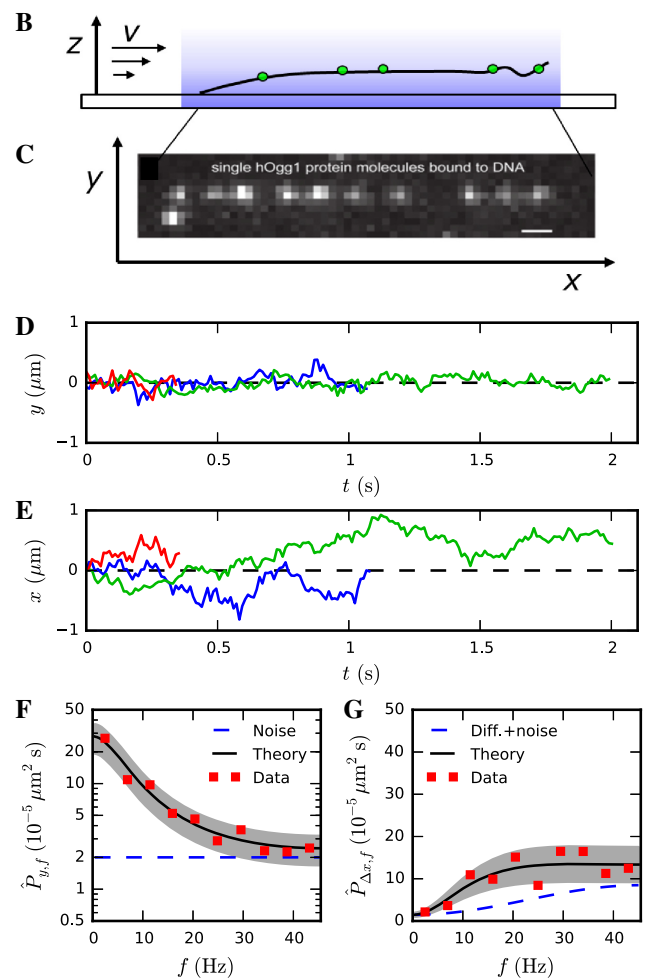 B
z
v
C
single hOgg1 protein molecules bound to DNA
y
x
D
1
0
−1
y (μm)
0 0.5 1 1.5 2
t (s)
E
1
0
−1
x (μm)
0 0.5 1 1.5 2
t (s)
F
50
20
10
5
2
1
0.5
P̂y,f (10⁻⁵ μm² s)
Noise
Theory
Data
0 10 20 30 40
f (Hz)
G
50
40
30
20
10
0
P̂Δx,f (10⁻⁵ μm² s)
Diff.+noise
Theory
Data
0 10 20 30 40
f (Hz)